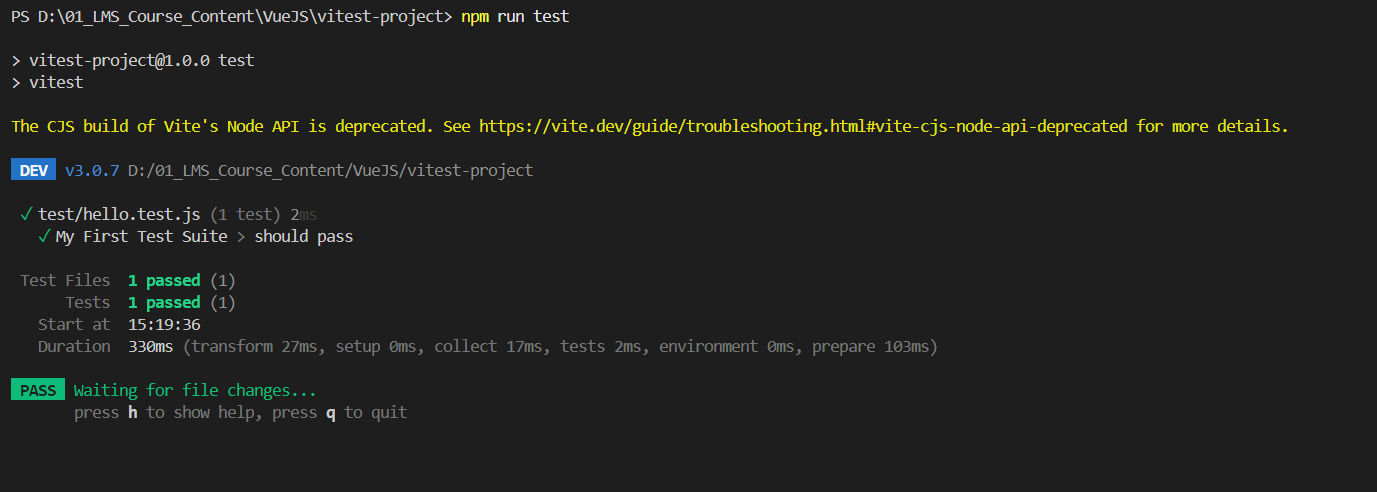 PS D:\01_LMS_Course_Content\VueJS\vitest-project> npm run test
> vitest-project@1.0.0 test
> vitest
The CJS build of Vite's Node API is deprecated. See https://vite.dev/guide/troubleshooting.html#vite-cjs-node-api-deprecated for more details.
DEV v3.0.7 D:/01_LMS_Course_Content/VueJS/vitest-project
✓ test/hello.test.js (1 test) 2ms
✓ My First Test Suite > should pass
Test Files 1 passed (1)
Tests 1 passed (1)
Start at 15:19:36
Duration 330ms (transform 27ms, setup 0ms, collect 17ms, tests 2ms, environment 0ms, prepare 103ms)
PASS Waiting for file changes...
press h to show help, press q to quit